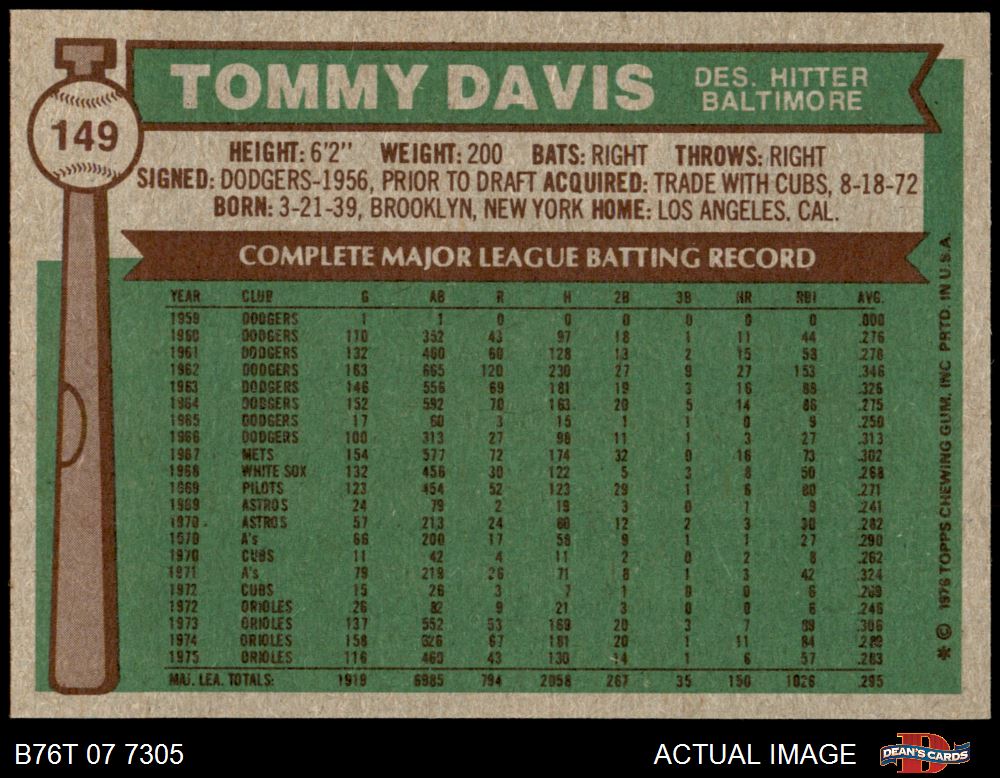 TOMMY DAVIS
DES. HITTER
BALTIMORE
149
HEIGHT: 6'2" WEIGHT: 200 BATS: RIGHT THROWS: RIGHT
SIGNED: DODGERS-1956, PRIOR TO DRAFT ACQUIRED: TRADE WITH CUBS, 8-18-72
BORN: 3-21-39, BROOKLYN, NEW YORK HOME: LOS ANGELES, CAL.
COMPLETE MAJOR LEAGUE BATTING RECORD
YEAR CLUB G AB R H 2B 3B HR RBI AVG.
1959 DODGERS 1 1 0 0 0 0 0 0 .000
1960 DODGERS 110 352 43 97 18 1 11 44 .276
1961 DODGERS 132 460 60 128 13 2 15 58 .278
1962 DODGERS 163 665 120 230 27 9 27 153 .346
1963 DODGERS 146 556 69 181 19 3 16 88 .326
1964 DODGERS 152 592 70 163 20 5 14 86 .275
1965 DODGERS 17 60 3 15 1 1 0 9 .250
1966 DODGERS 100 313 27 98 11 1 3 27 .313
1967 METS 154 577 72 174 32 0 16 73 .302
1968 WHITE SOX 132 456 30 122 5 3 8 50 .268
1969 PILOTS 123 454 52 123 29 1 6 80 .271
1969 ASTROS 24 79 2 19 3 0 1 9 .241
1970 ASTROS 57 213 24 60 12 2 3 30 .282
1970 A's 66 200 17 58 9 1 1 27 .290
1970 CUBS 11 42 4 11 2 0 2 8 .262
1971 A's 79 219 26 71 8 1 3 42 .324
1972 CUBS 15 26 3 7 1 0 0 6 .269
1972 ORIOLES 26 82 9 21 3 0 0 6 .246
1973 ORIOLES 137 552 53 169 20 3 7 89 .306
1974 ORIOLES 158 626 67 181 20 1 11 84 .289
1975 ORIOLES 116 460 43 130 14 1 6 57 .283
MAJ. LEA. TOTALS: 1919 6985 794 2058 267 35 150 1026 .295
* © 1976 TOPPS CHEWING GUM, INC PRTD. IN U.S.A.
B76T 07 7305
ACTUAL IMAGE
DEAN'S CARDS